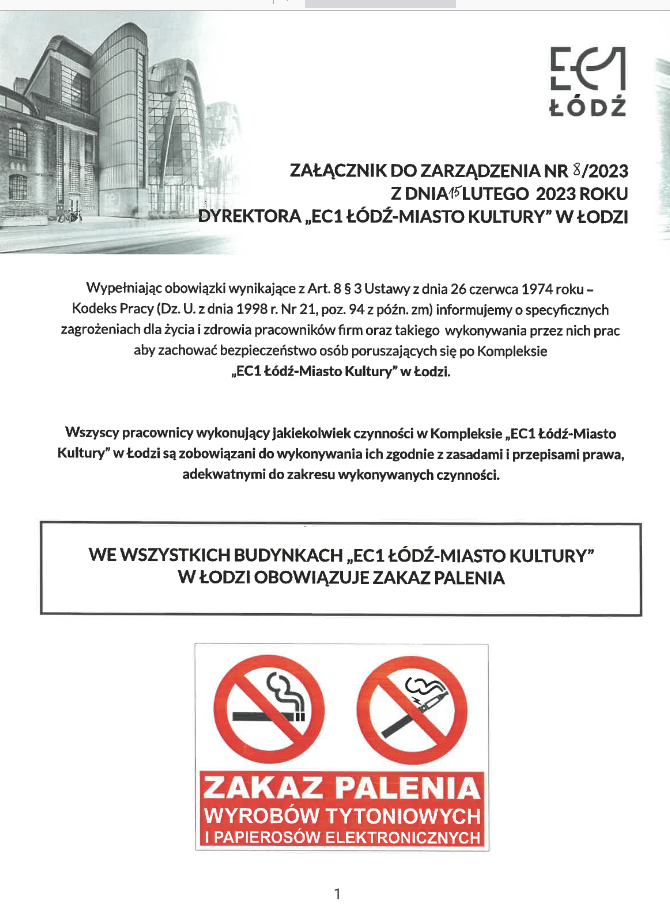 EC1
ŁÓDŹ
ZAŁĄCZNIK DO ZARZĄDZENIA NR 8/2023
Z DNIA 15 LUTEGO 2023 ROKU
DYREKTORA „EC1 ŁÓDŹ-MIASTO KULTURY” W ŁODZI
Wypełniając obowiązki wynikające z Art. 8 § 3 Ustawy z dnia 26 czerwca 1974 roku –
Kodeks Pracy (Dz. U. z dnia 1998 r. Nr 21, poz. 94 z późn. zm) informujemy o specyficznych
zagrożeniach dla życia i zdrowia pracowników firm oraz takiego wykonywania przez nich prac
aby zachować bezpieczeństwo osób poruszających się po Kompleksie
„EC1 Łódź-Miasto Kultury” w Łodzi.
Wszyscy pracownicy wykonujący jakiekolwiek czynności w Kompleksie „EC1 Łódź-Miasto
Kultury” w Łodzi są zobowiązani do wykonywania ich zgodnie z zasadami i przepisami prawa,
adekwatnymi do zakresu wykonywanych czynności.
WE WSZYSTKICH BUDYNKACH „EC1 ŁÓDŹ-MIASTO KULTURY”
W ŁODZI OBOWIĄZUJE ZAKAZ PALENIA
ZAKAZ PALENIA
WYROBÓW TYTONIOWYCH
I PAPIEROSÓW ELEKTRONICZNYCH
1